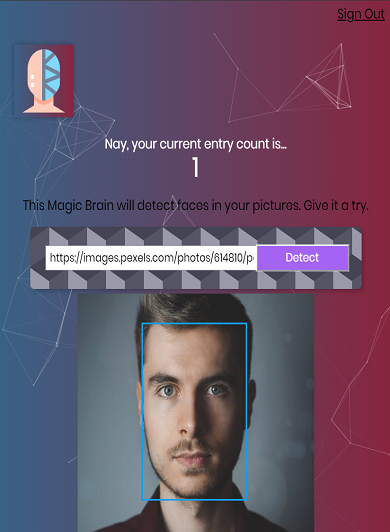 Sign Out
Nay, your current entry count is...
1
This Magic Brain will detect faces in your pictures. Give it a try.
https://images.pexels.com/photos/614810/p
Detect